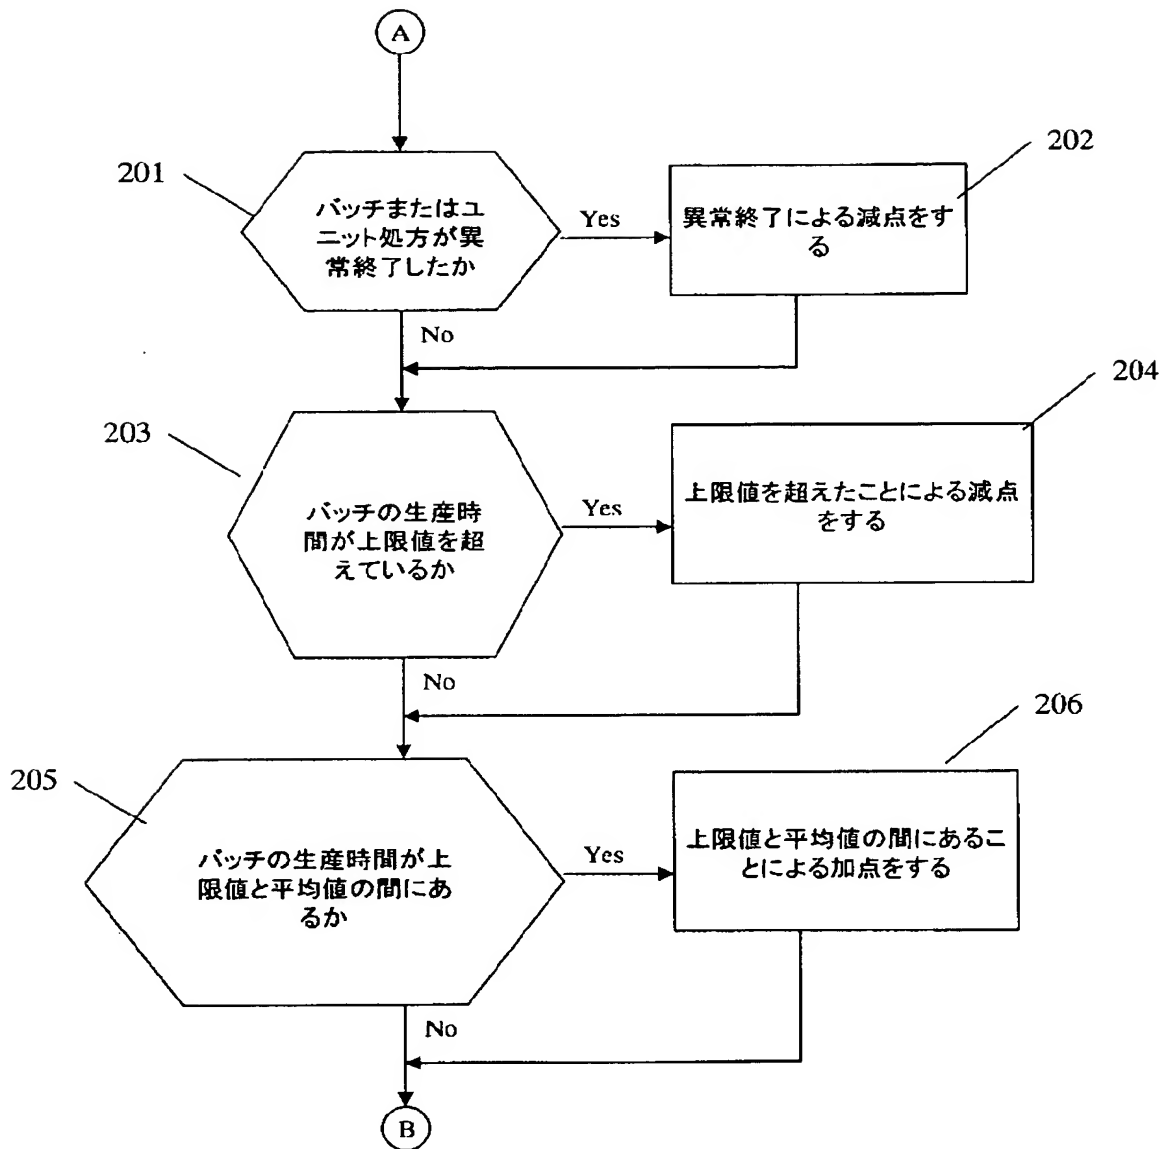 A
201
バッチまたはユ
ニット処方が異
常終了したか
Yes
202
異常終了による減点をす
る
No
203
バッチの生産時
間が上限値を超
えているか
Yes
204
上限値を超えたことによる減点
をする
No
205
バッチの生産時間が上
限値と平均値の間にあ
るか
Yes
206
上限値と平均値の間にあるこ
とによる加点をする
No
B